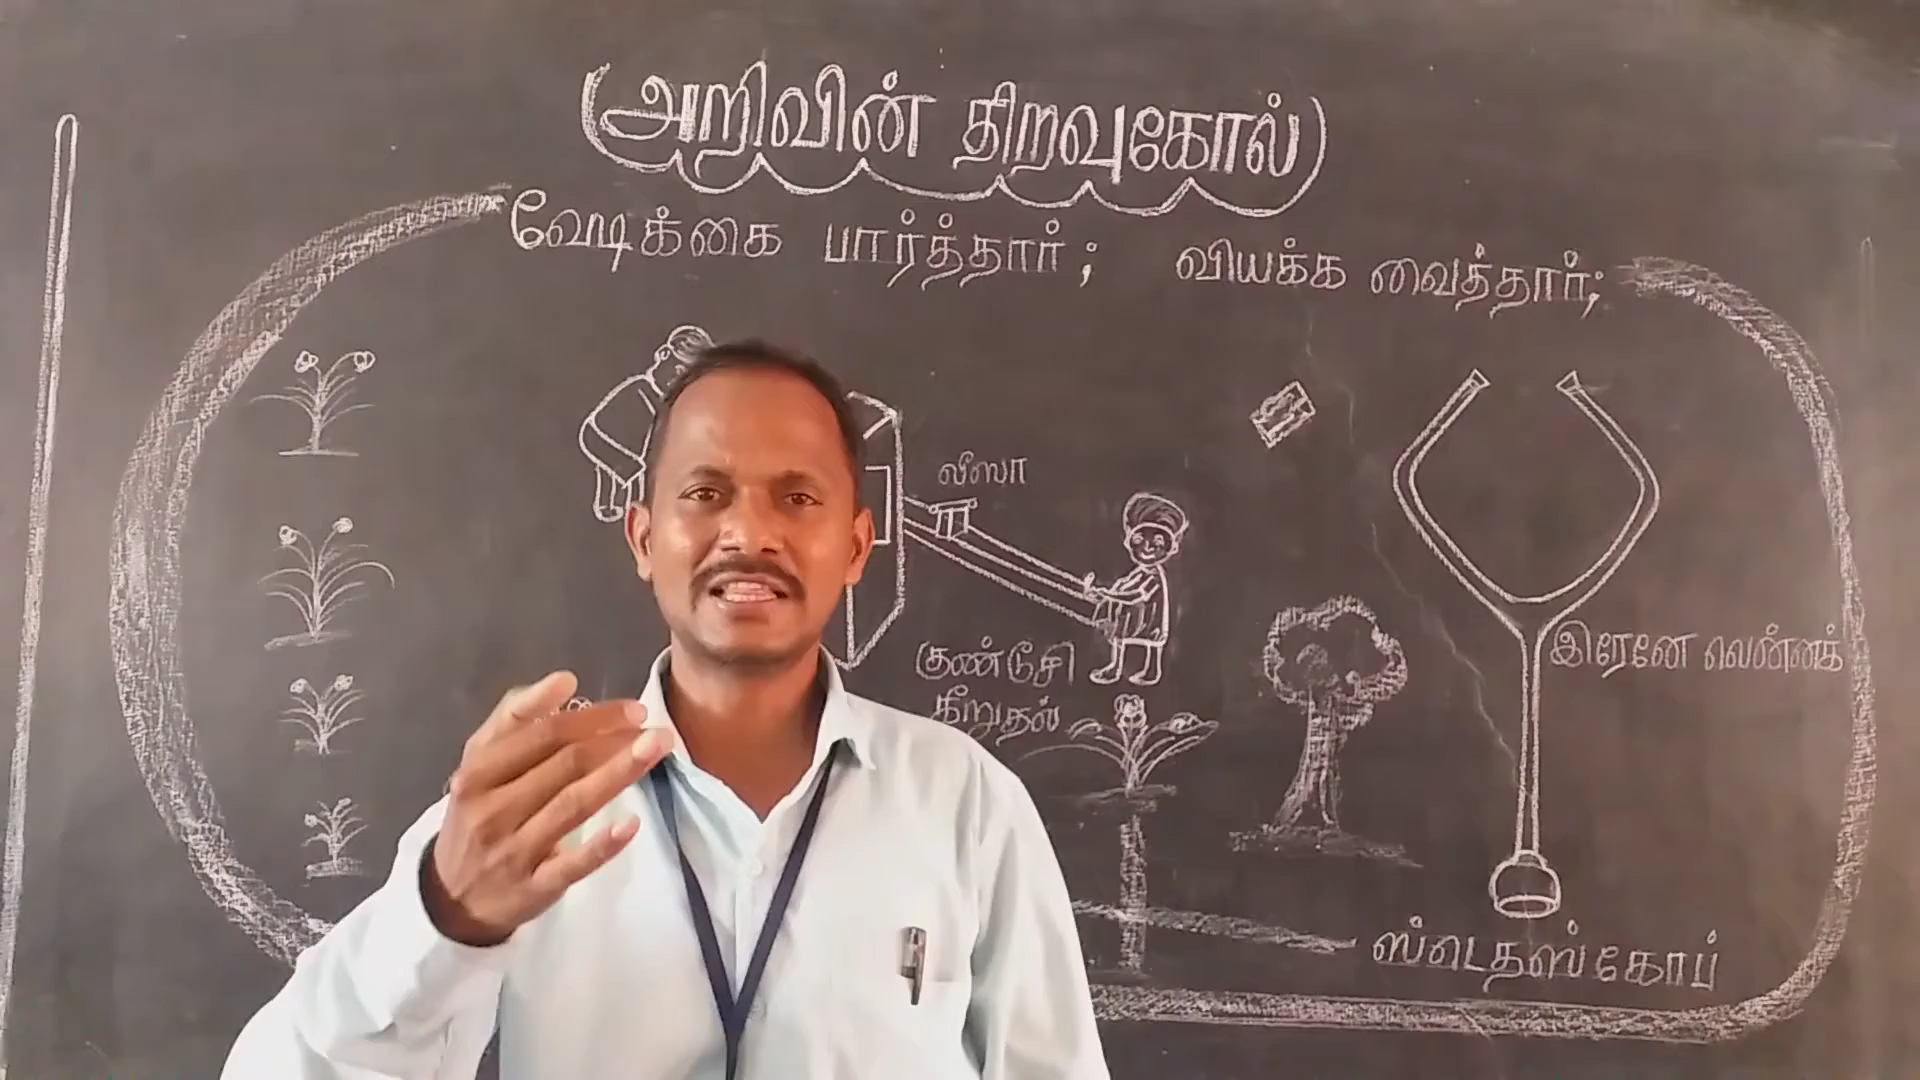 அறிவின் திறவுகோல்
வேடிக்கை பார்த்தார்; வியக்க வைத்தார்;
லீஸா
குண்டூசி
கீறுதல்
இரேனே லென்னக்
ஸ்டெதஸ்கோப்